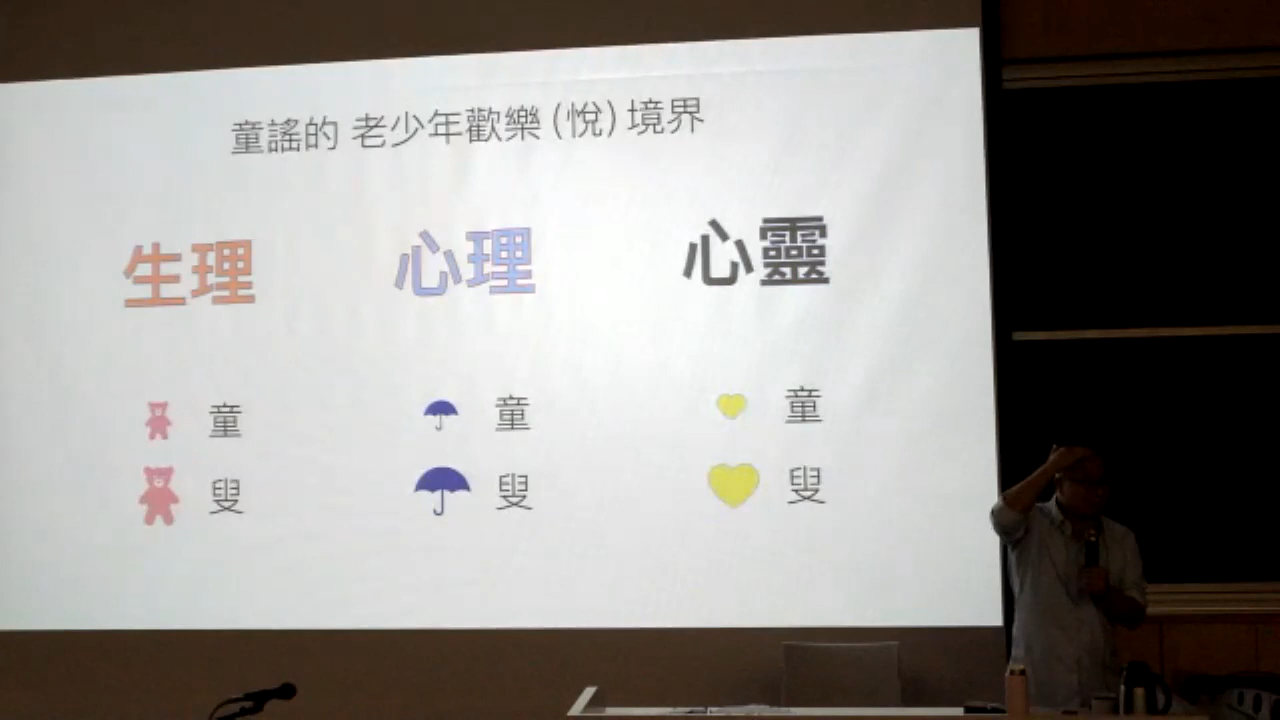 童謠的 老少年歡樂(悅)境界
生理 心理 心靈
童 童 童
叟 叟 叟